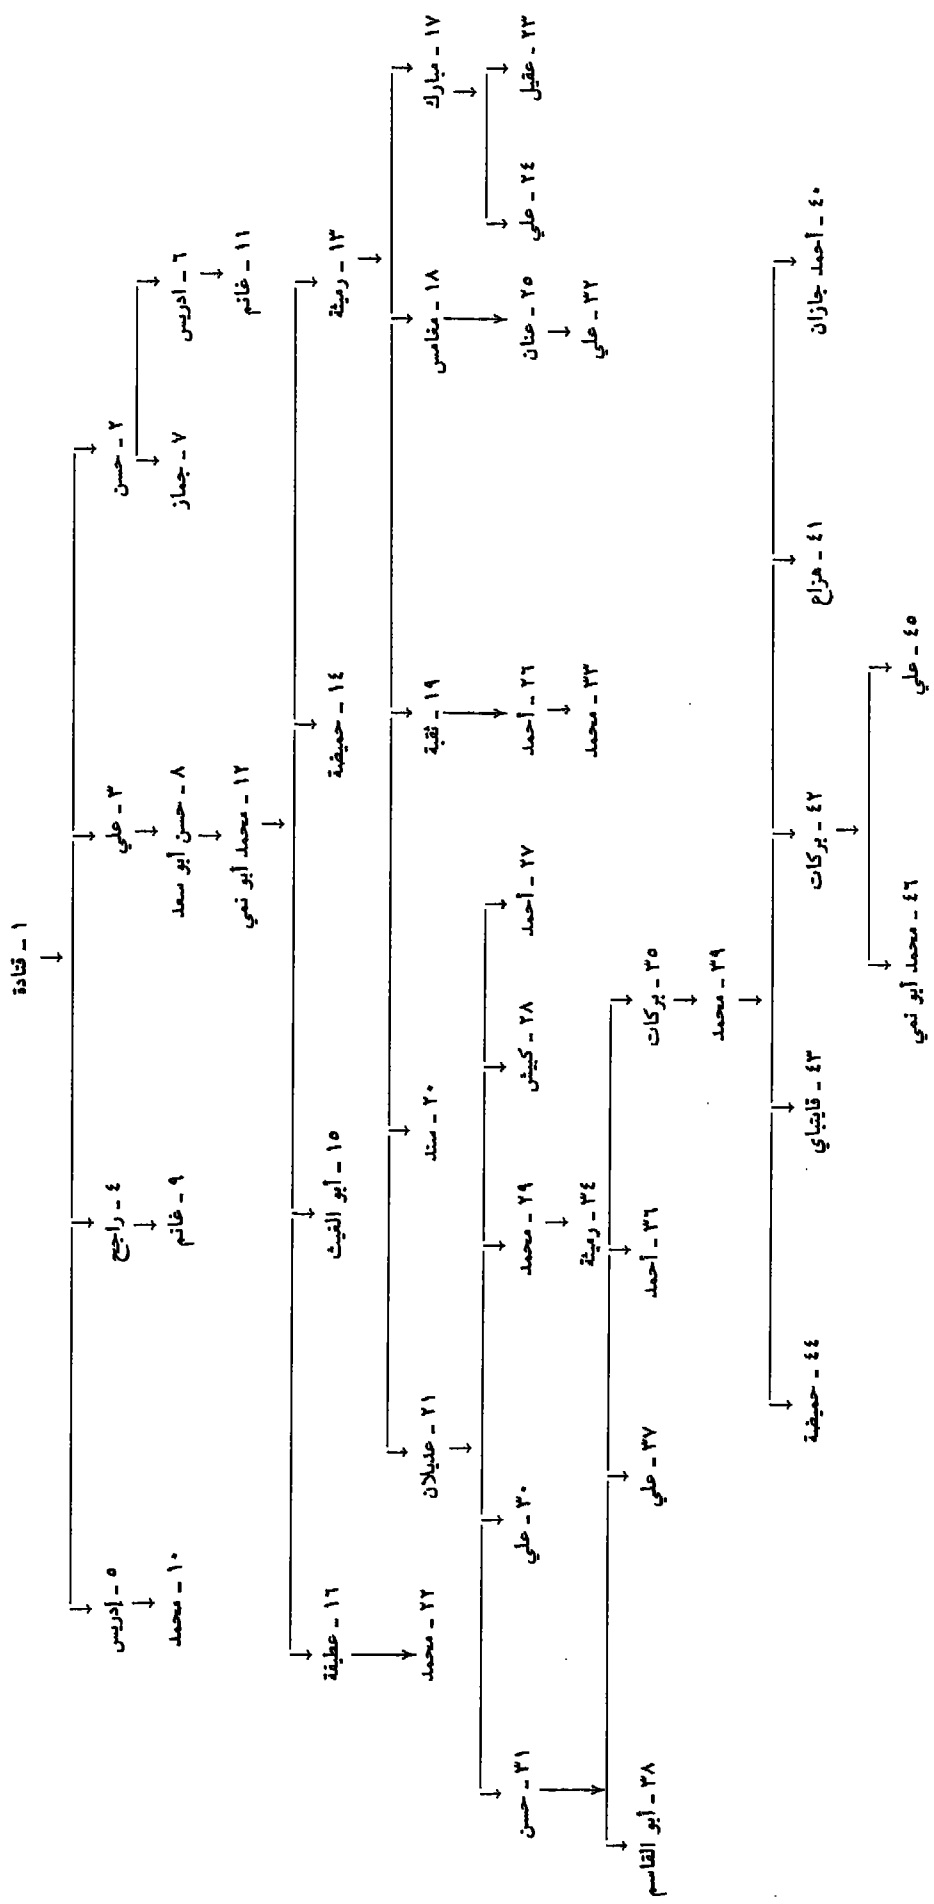 ١ - قتادة
٢ - حسن
٣ - علي
٤ - راجح
٥ - إدريس
٦ - ادريس
٧ - جماز
٨ - حسن أبو سعد
٩ - غانم
١٠ - محمد
١١ - غانم
١٢ - محمد أبو نمي
١٣ - رميثة
١٤ - حميضة
١٥ - أبو الغيث
١٦ - عطيفة
١٧ - مبارك
١٨ - مغامس
١٩ - ثقبة
٢٠ - سند
٢١ - عديلان
٢٢ - محمد
٢٣ - عقيل
٢٤ - علي
٢٥ - عنان
٢٦ - أحمد
٢٧ - أحمد
٢٨ - كبيش
٢٩ - محمد
٣٠ - علي
٣١ - حسن
٣٢ - علي
٣٣ - محمد
٣٤ - رميثة
٣٥ - بركات
٣٦ - أحمد
٣٧ - علي
٣٨ - أبو القاسم
٣٩ - محمد
٤٠ - أحمد جازان
٤١ - هزاع
٤٢ - بركات
٤٣ - قايتباي
٤٤ - حميضة
٤٥ - علي
٤٦ - محمد أبو نمي